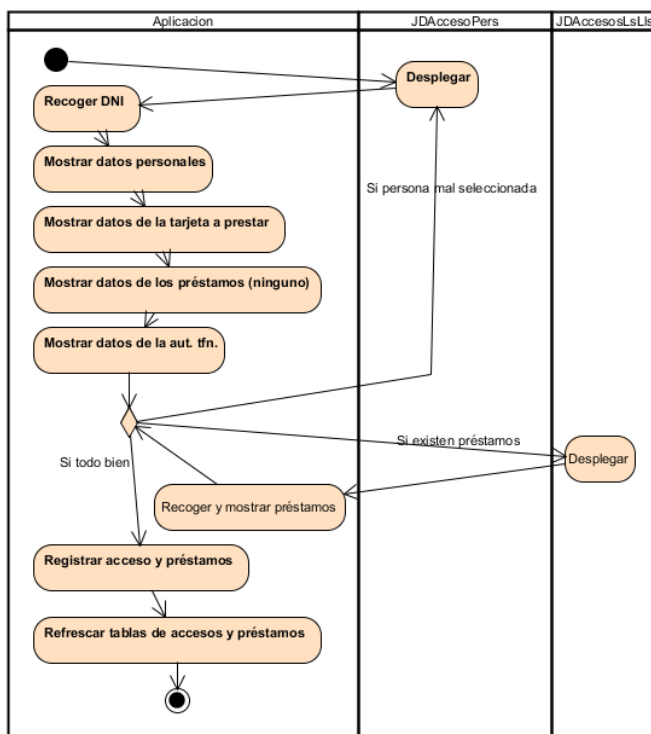 Aplicacion
JDAccesoPers
JDAccesosLsLls
Desplegar
Recoger DNI
Mostrar datos personales
Si persona mal seleccionada
Mostrar datos de la tarjeta a prestar
Mostrar datos de los préstamos (ninguno)
Mostrar datos de la aut. tfn.
Si existen préstamos
Desplegar
Si todo bien
Recoger y mostrar préstamos
Registrar acceso y préstamos
Refrescar tablas de accesos y préstamos